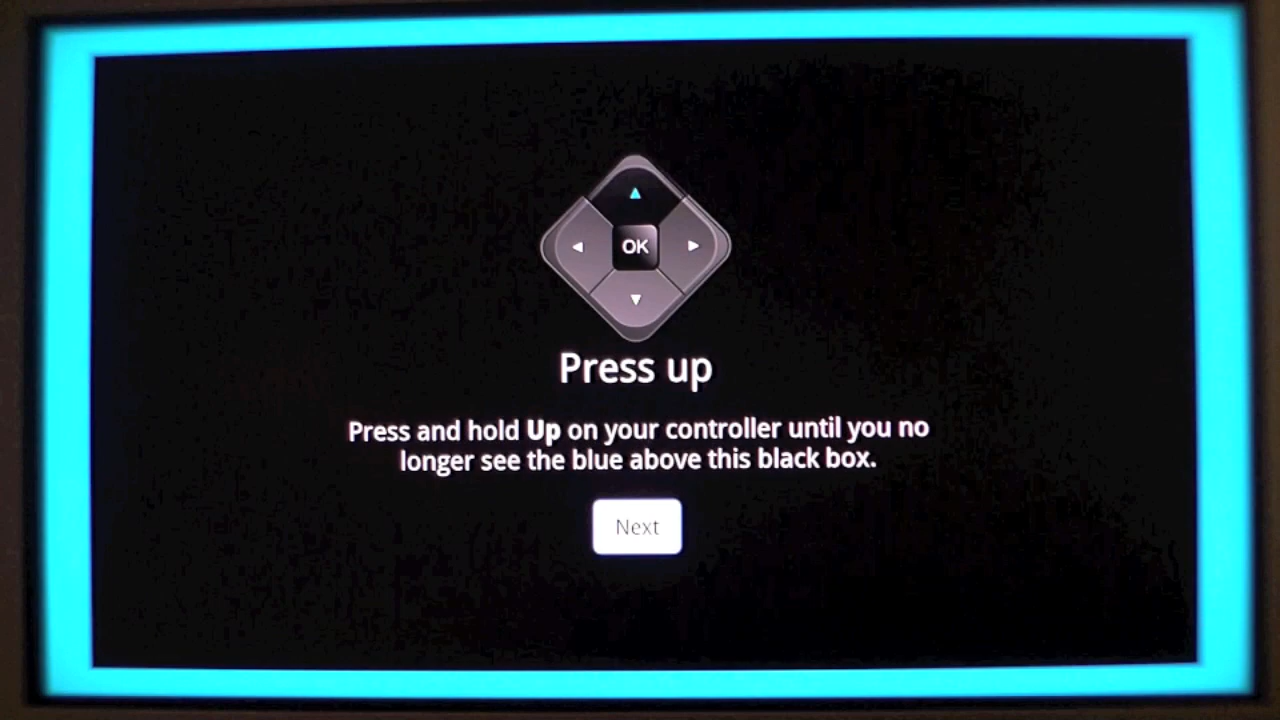 OK
Press up
Press and hold Up on your controller until you no
longer see the blue above this black box.
Next